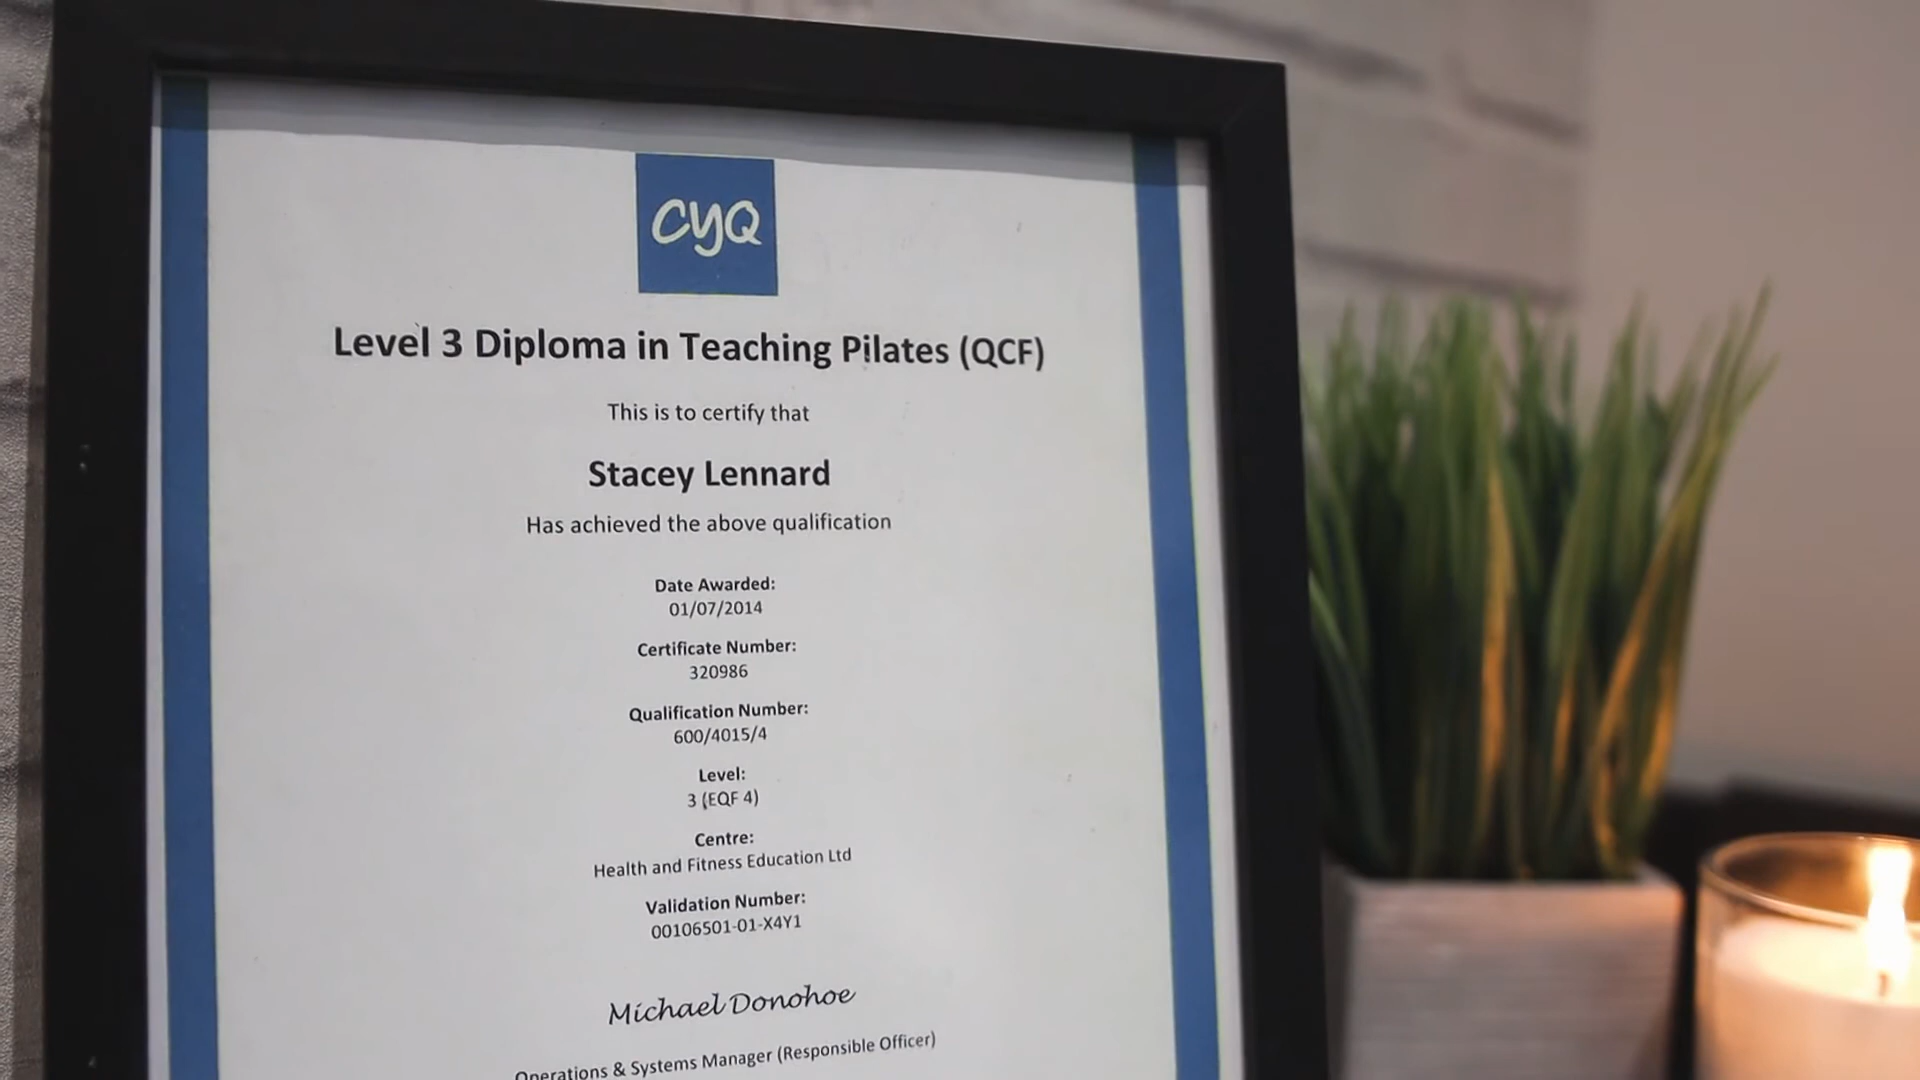 CYQ
Level 3 Diploma in Teaching Pilates (QCF)
This is to certify that
Stacey Lennard
Has achieved the above qualification
Date Awarded:
01/07/2014
Certificate Number:
320986
Qualification Number:
600/4015/4
Level:
3 (EQF 4)
Centre:
Health and Fitness Education Ltd
Validation Number:
00106501-01-X4Y1
Michael Donohoe
Operations & Systems Manager (Responsible Officer)